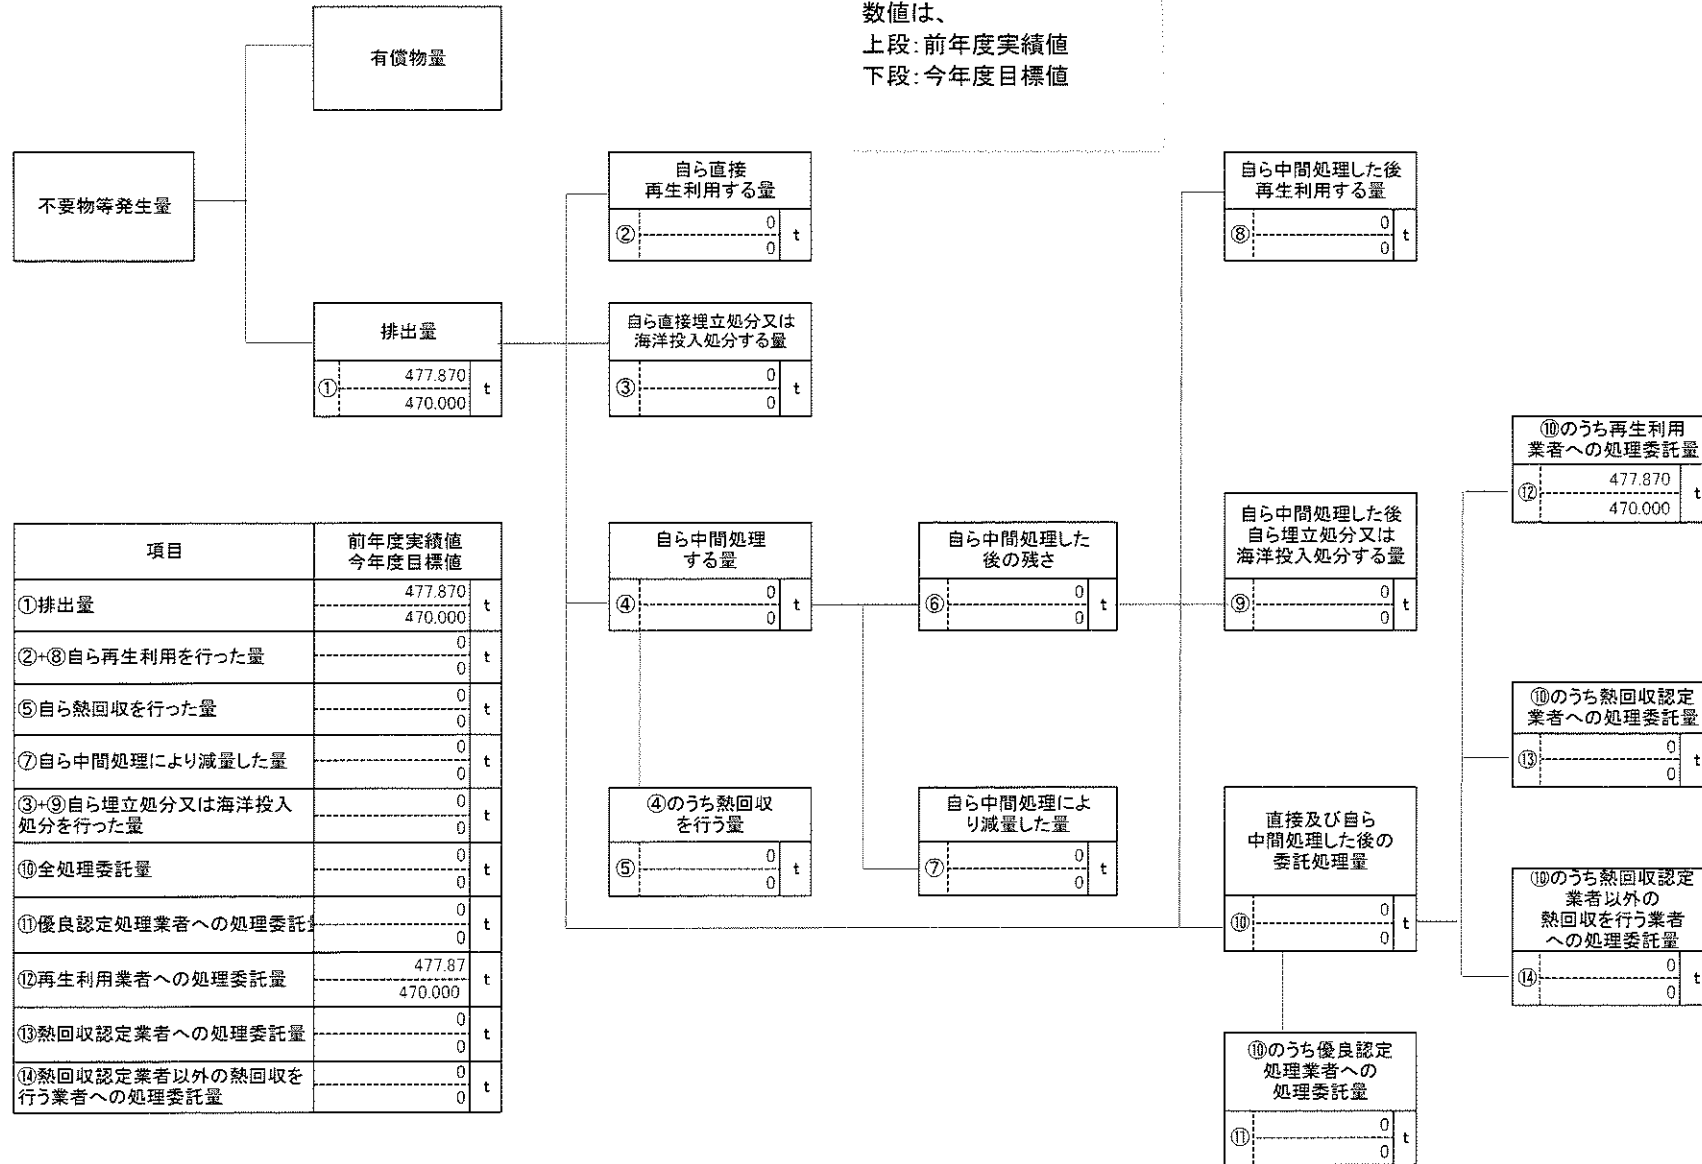 数値は、
上段:前年度実績値
下段:今年度目標値
有償物量
不要物等発生量
排出量
① 477.870 t
470.000
自ら直接
再生利用する量
② 0 t
0
自ら直接埋立処分又は
海洋投入処分する量
③ 0 t
0
自ら中間処理した後
再生利用する量
⑧ 0 t
0
自ら中間処理
する量
④ 0 t
0
自ら中間処理した
後の残さ
⑥ 0 t
0
自ら中間処理した後
自ら埋立処分又は
海洋投入処分する量
⑨ 0 t
0
④のうち熱回収
を行う量
⑤ 0 t
0
自ら中間処理によ
り減量した量
⑦ 0 t
0
直接及び自ら
中間処理した後の
委託処理量
⑩ 0 t
0
⑩のうち優良認定
処理業者への
処理委託量
⑪ 0 t
0
⑩のうち再生利用
業者への処理委託量
⑫ 477.870 t
470.000
⑩のうち熱回収認定
業者への処理委託量
⑬ 0 t
0
⑩のうち熱回収認定
業者以外の
熱回収を行う業者
への処理委託量
⑭ 0 t
0
項目 前年度実績値
今年度目標値
①排出量 477.870 t
470.000
②+⑧自ら再生利用を行った量 0 t
0
⑤自ら熱回収を行った量 0 t
0
⑦自ら中間処理により減量した量 0 t
0
③+⑨自ら埋立処分又は海洋投入
処分を行った量 0 t
0
⑩全処理委託量 0 t
0
⑪優良認定処理業者への処理委託 0 t
0
⑫再生利用業者への処理委託量 477.87 t
470.000
⑬熱回収認定業者への処理委託量 0 t
0
⑭熱回収認定業者以外の熱回収を
行う業者への処理委託量 0 t
0